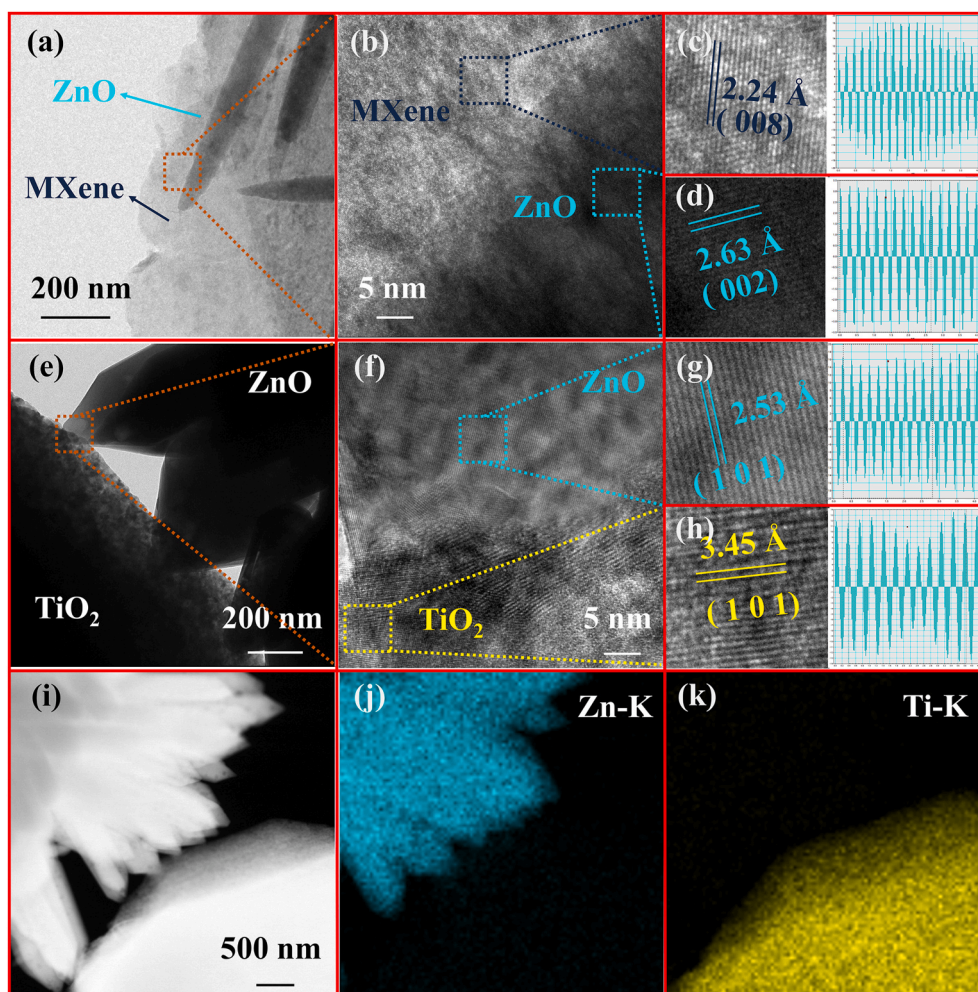 (a)
ZnO
MXene
200 nm
(b)
MXene
ZnO
5 nm
(c)
2.24 Å
( 008)
(d)
2.63 Å
( 002)
(e)
ZnO
TiO₂
200 nm
(f)
ZnO
TiO₂
5 nm
(g)
2.53 Å
( 1 0 1)
(h)
3.45 Å
( 1 0 1)
(i)
500 nm
(j)
Zn-K
(k)
Ti-K